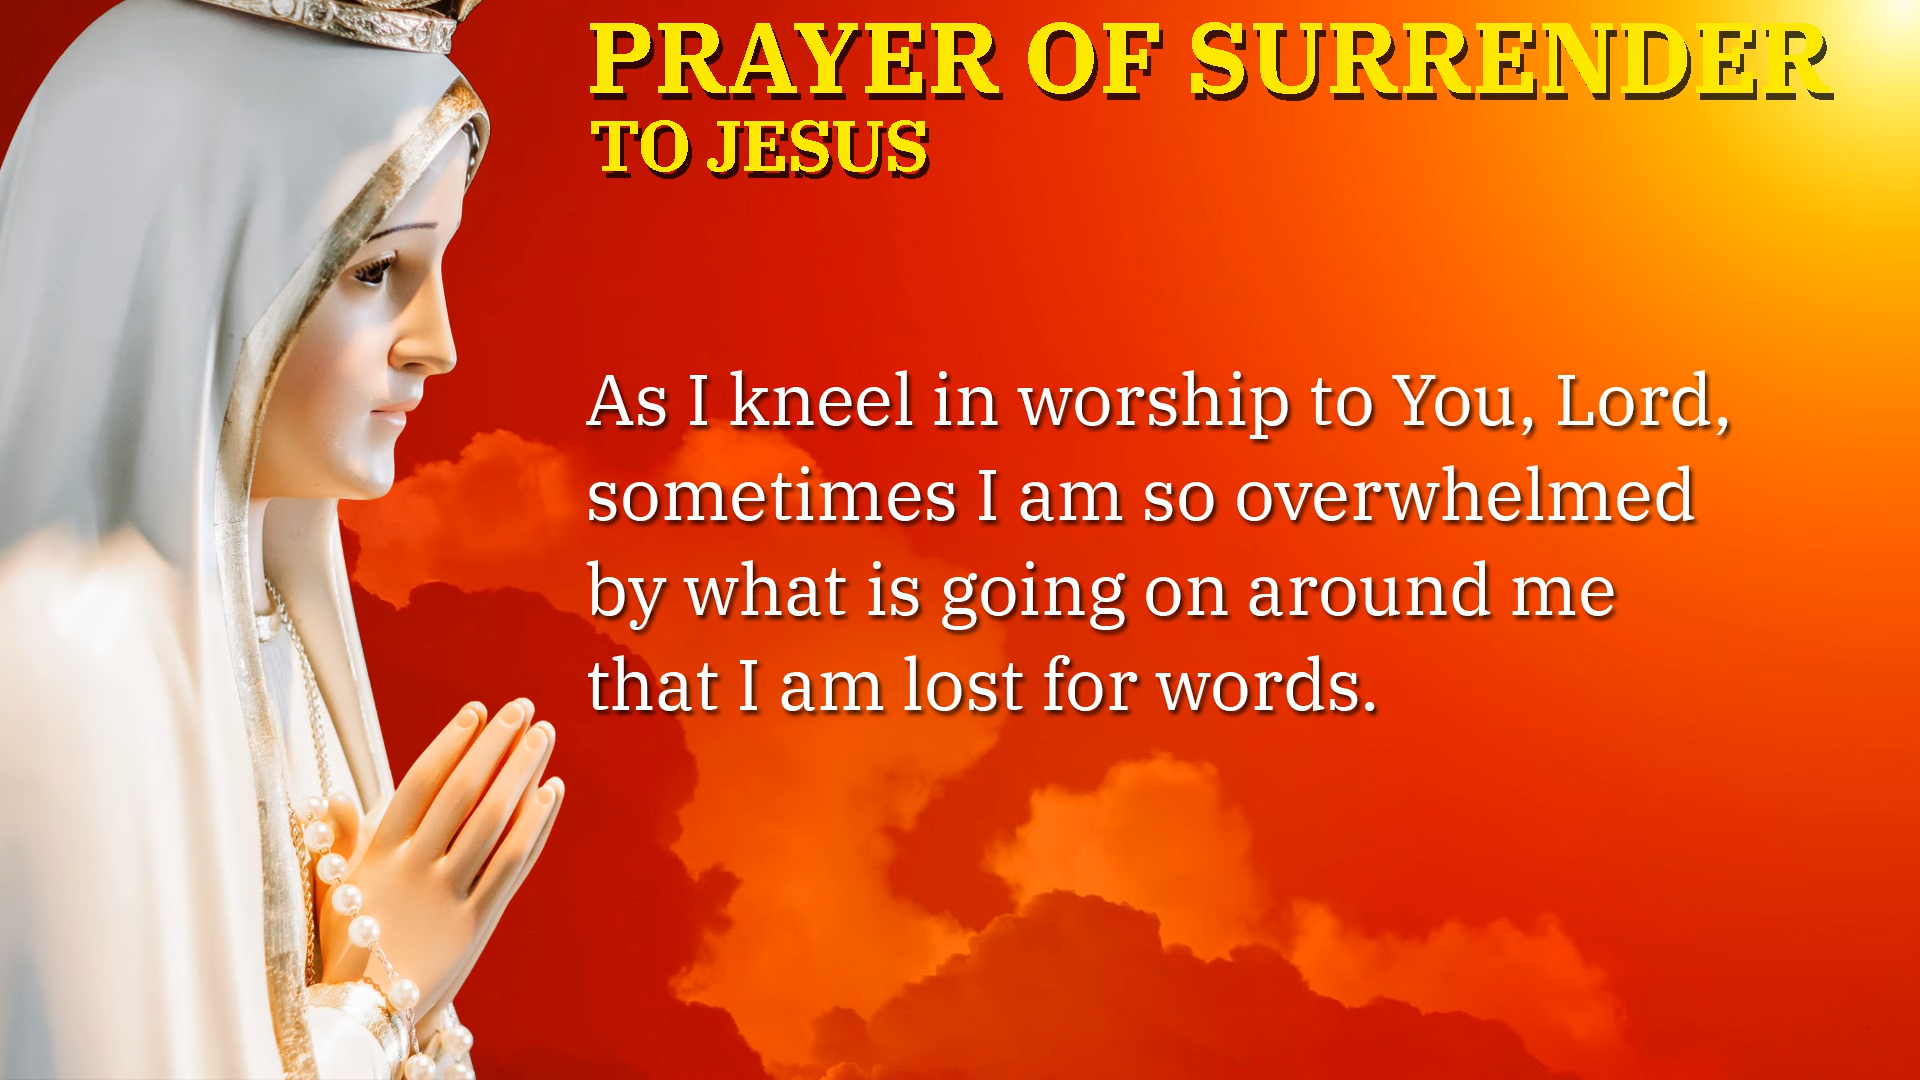 PRAYER OF SURRENDER
TO JESUS
As I kneel in worship to You, Lord,
sometimes I am so overwhelmed
by what is going on around me
that I am lost for words.